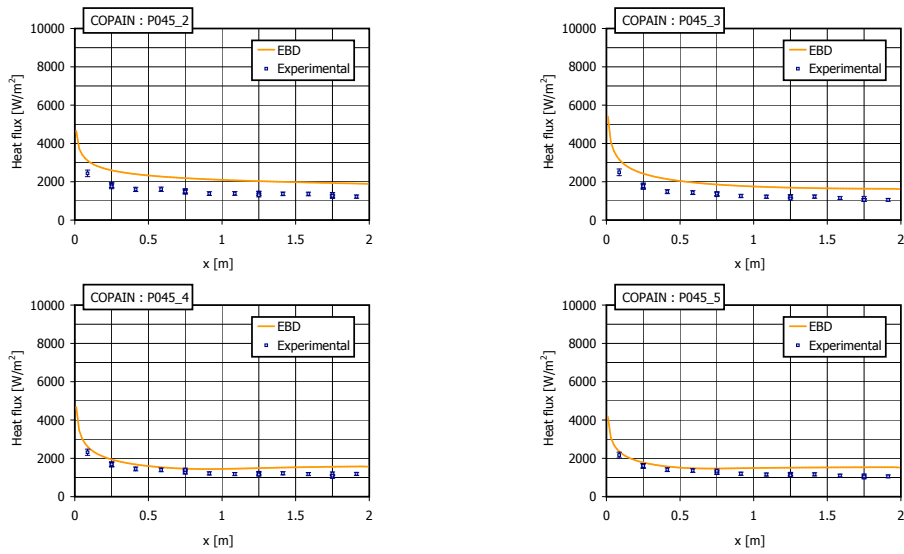 COPAIN : P045_2
10000
8000
6000
4000
2000
0
Heat flux [W/m²]
EBD
Experimental
0 0.5 1 1.5 2
x [m]
COPAIN : P045_3
10000
8000
6000
4000
2000
0
Heat flux [W/m²]
EBD
Experimental
0 0.5 1 1.5 2
x [m]
COPAIN : P045_4
10000
8000
6000
4000
2000
0
Heat flux [W/m²]
EBD
Experimental
0 0.5 1 1.5 2
x [m]
COPAIN : P045_5
10000
8000
6000
4000
2000
0
Heat flux [W/m²]
EBD
Experimental
0 0.5 1 1.5 2
x [m]